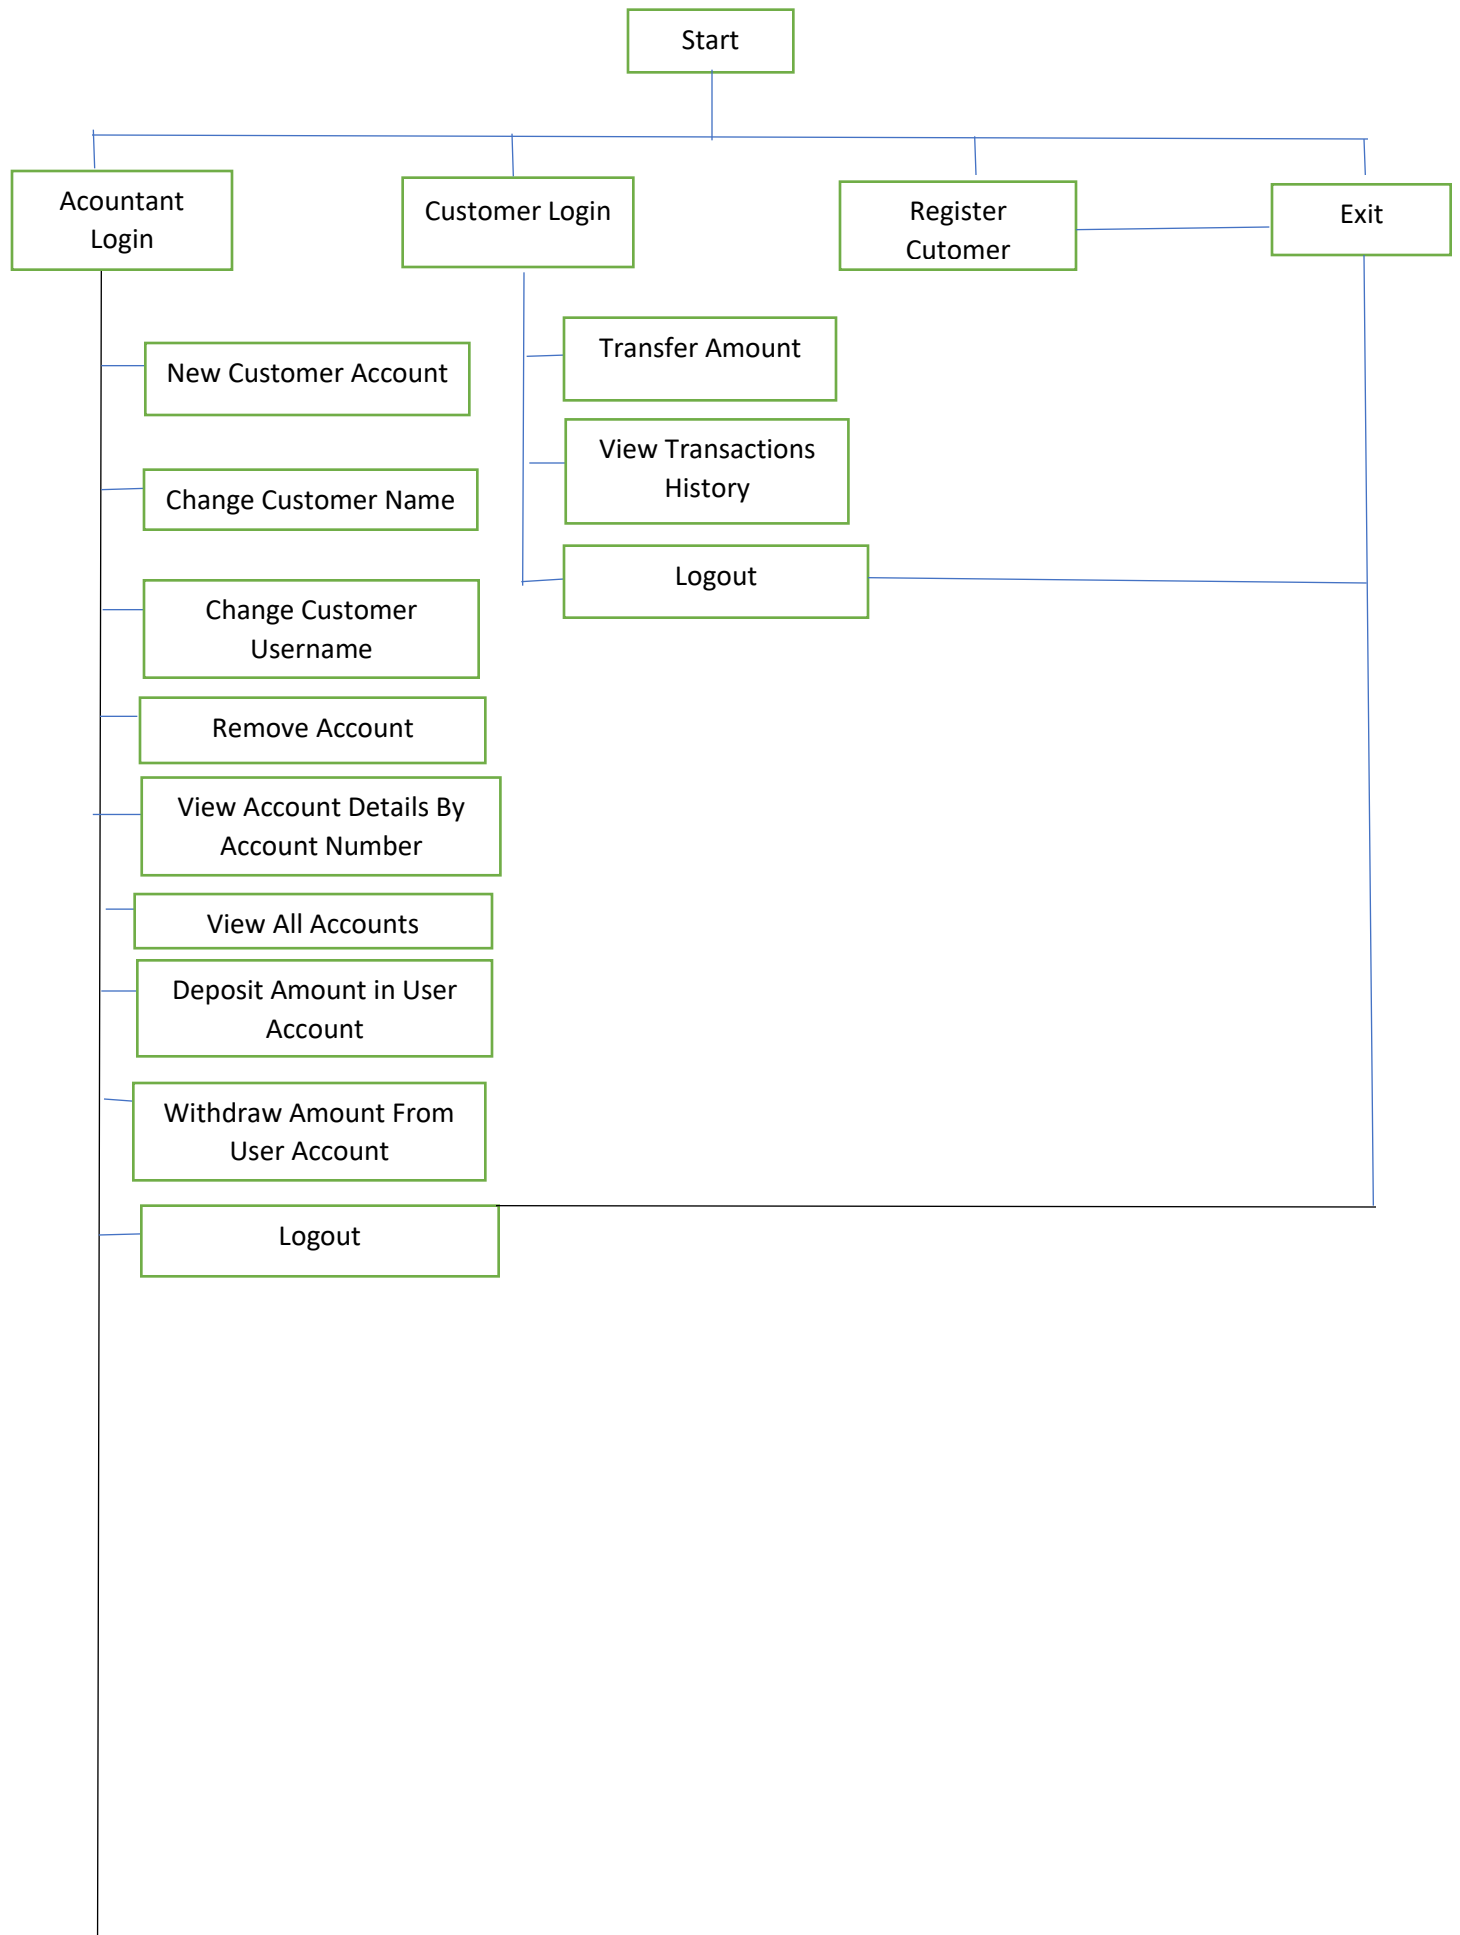 Start
Acountant
Login
Customer Login
Register
Cutomer
Exit
New Customer Account
Change Customer Name
Change Customer
Username
Remove Account
View Account Details By
Account Number
View All Accounts
Deposit Amount in User
Account
Withdraw Amount From
User Account
Logout
Transfer Amount
View Transactions
History
Logout